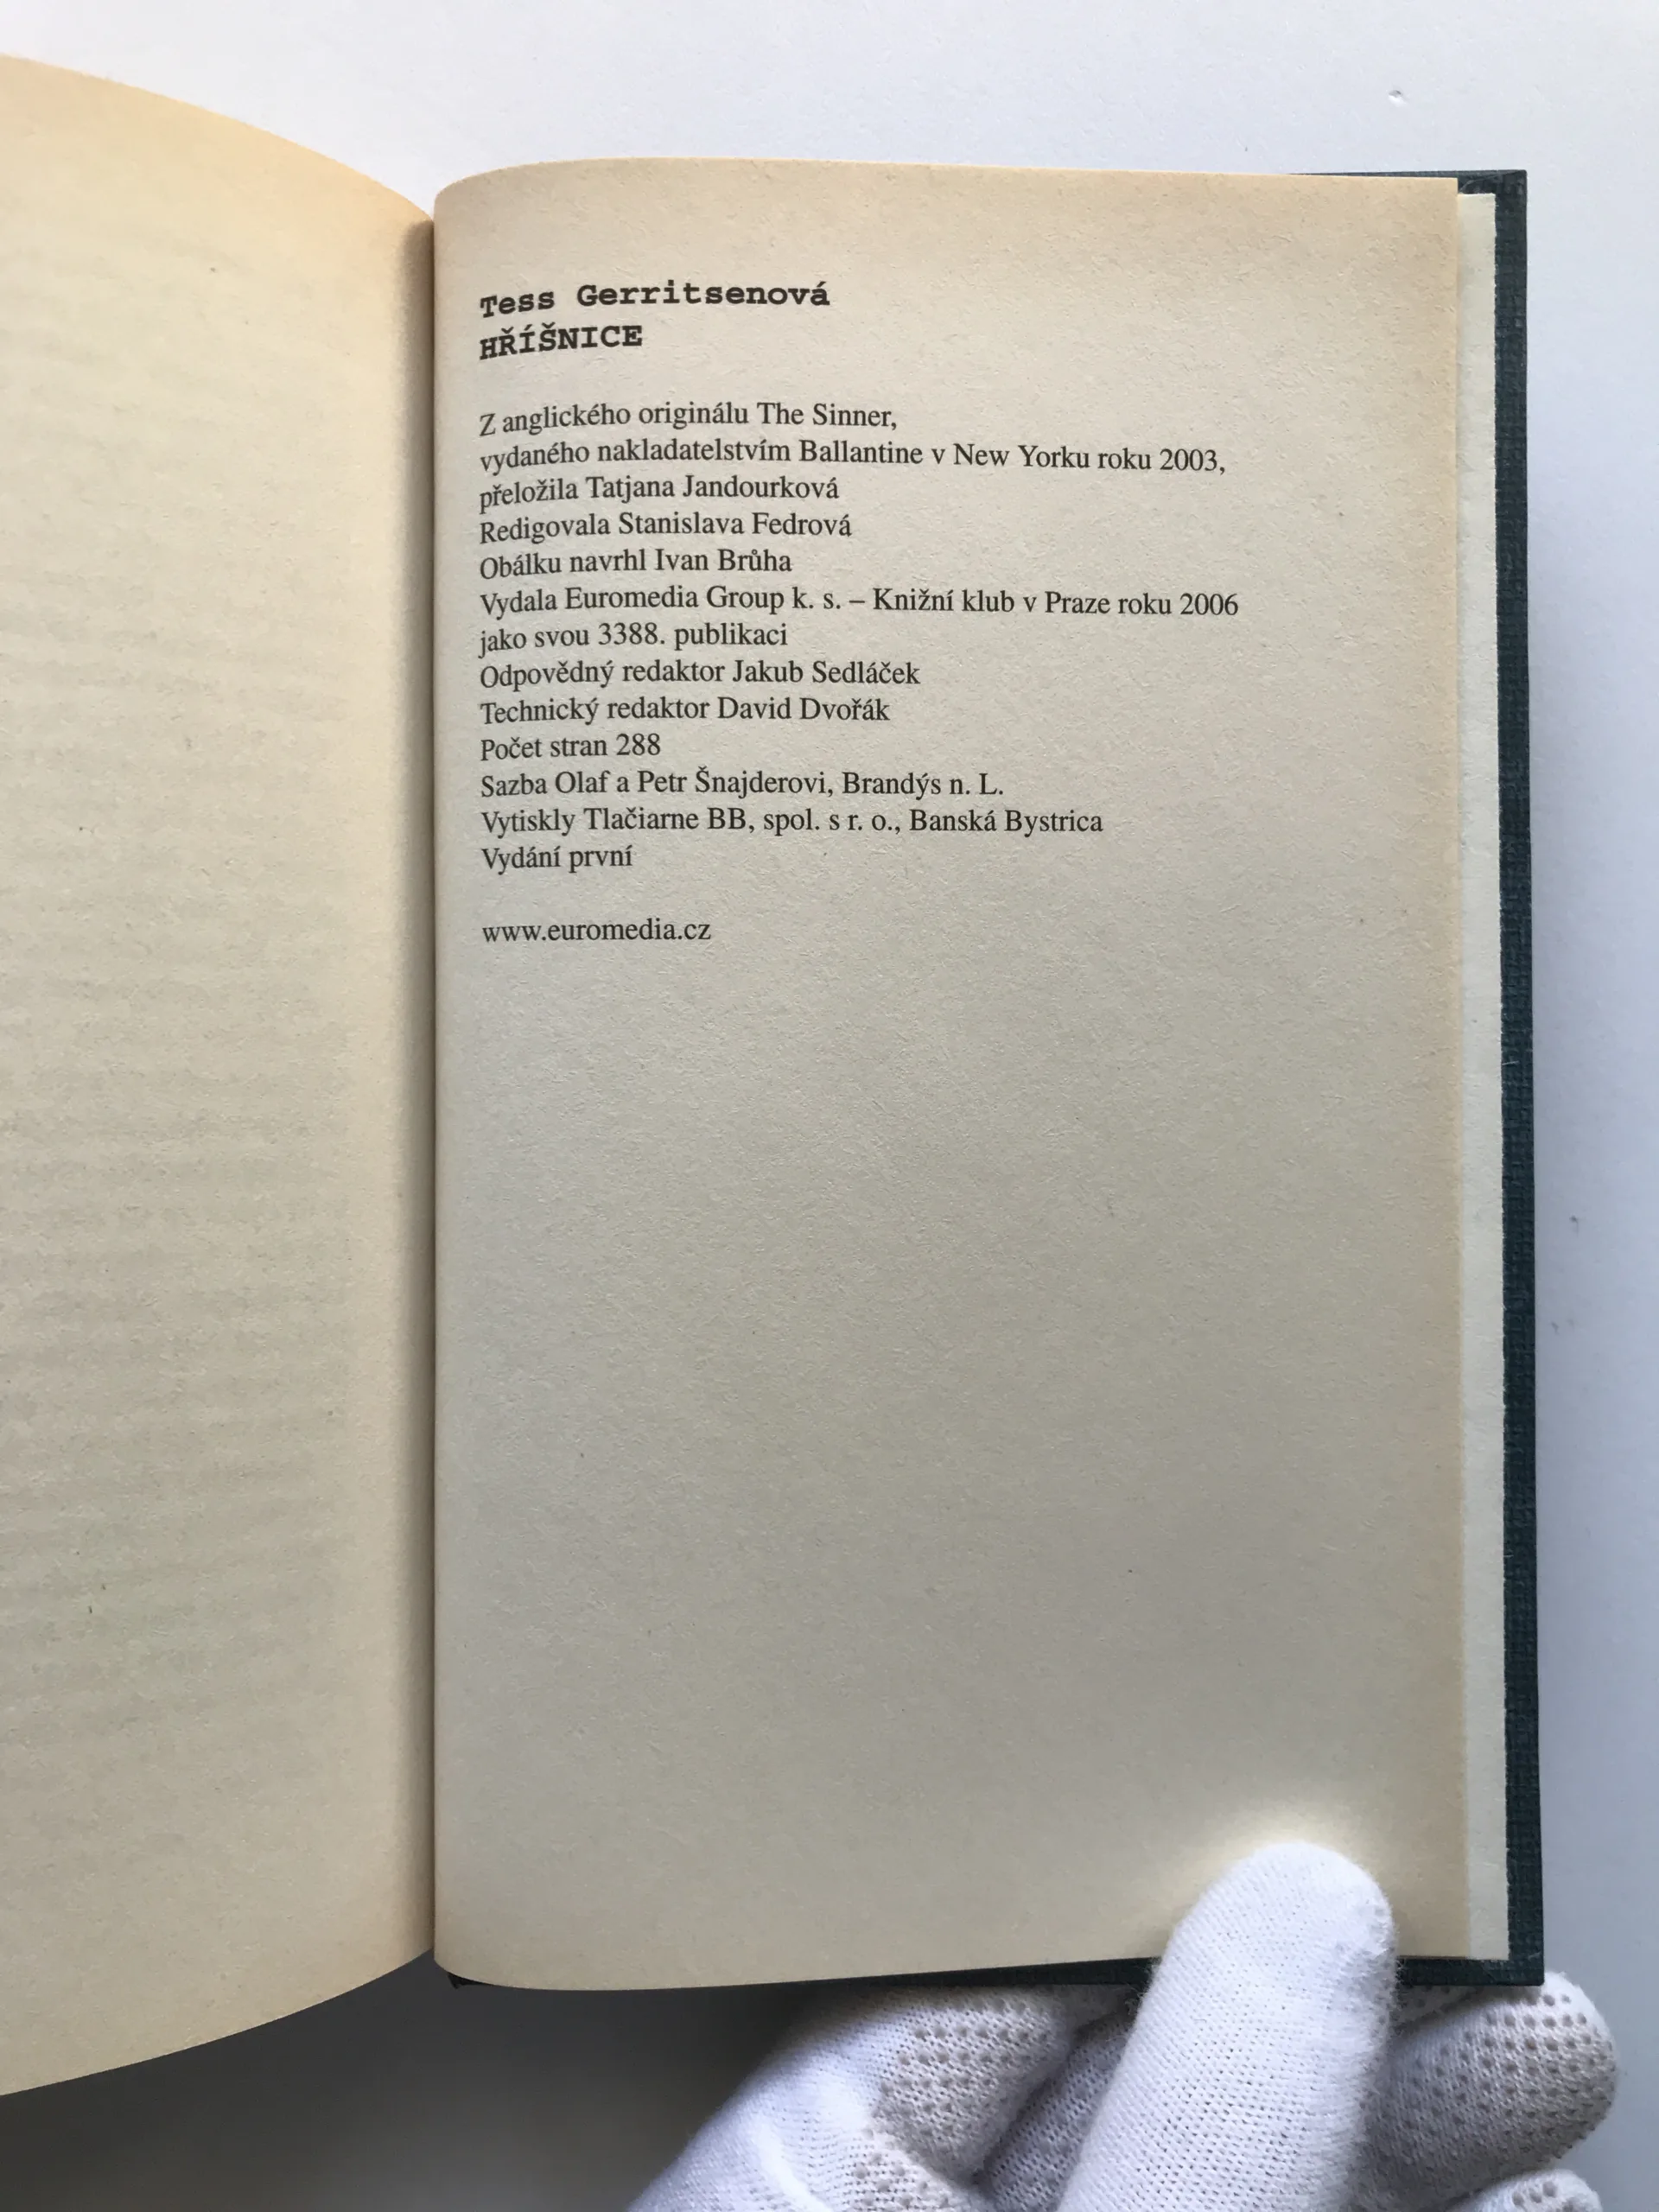 Tess Gerritsenová
HŘÍŠNICE
Z anglického originálu The Sinner,
vydaného nakladatelstvím Ballantine v New Yorku roku 2003,
přeložila Tatjana Jandourková
Redigovala Stanislava Fedrová
Obálku navrhl Ivan Brůha
Vydala Euromedia Group k. s. – Knižní klub v Praze roku 2006
jako svou 3388. publikaci
Odpovědný redaktor Jakub Sedláček
Technický redaktor David Dvořák
Počet stran 288
Sazba Olaf a Petr Šnajderovi, Brandýs n. L.
Vytiskly Tlačiarne BB, spol. s r. o., Banská Bystrica
Vydání první
www.euromedia.cz